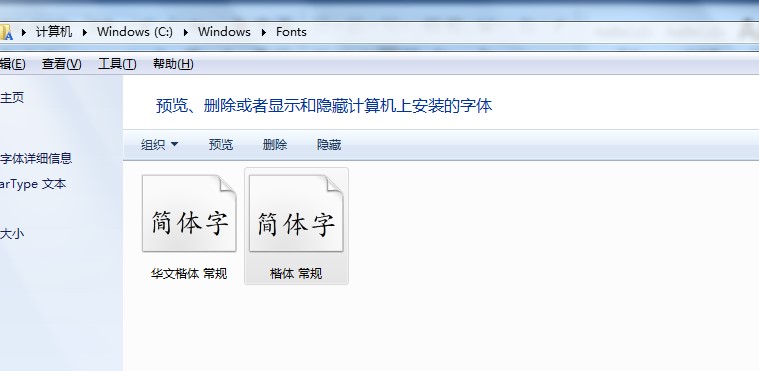 计算机 Windows (C:) Windows Fonts
辑(E) 查看(V) 工具(T) 帮助(H)
主页
预览、删除或者显示和隐藏计算机上安装的字体
组织 预览 删除 隐藏
字体详细信息
arType 文本
大小
简体字 简体字
华文楷体 常规 楷体 常规